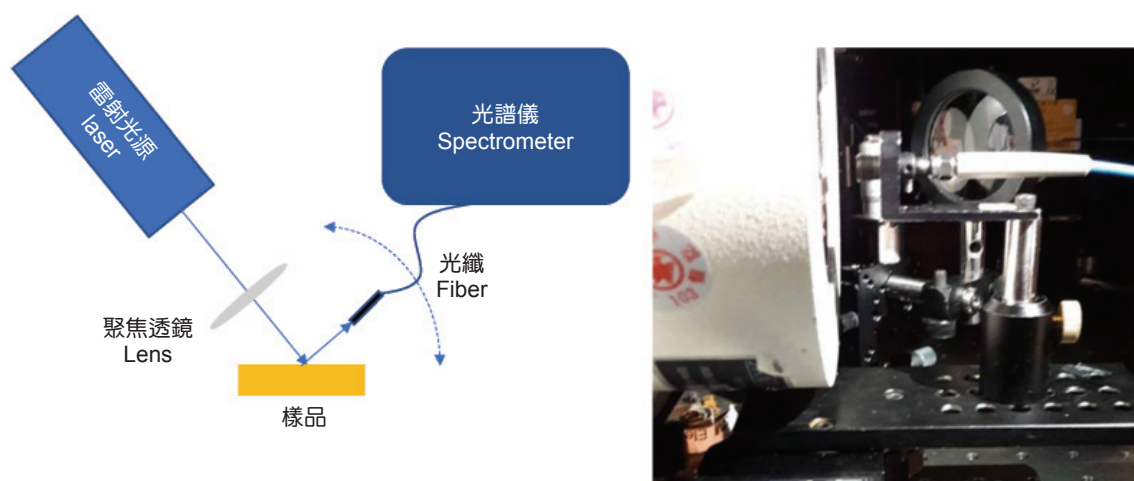 雷射光源
laser
光譜儀
Spectrometer
光纖
Fiber
聚焦透鏡
Lens
樣品
103